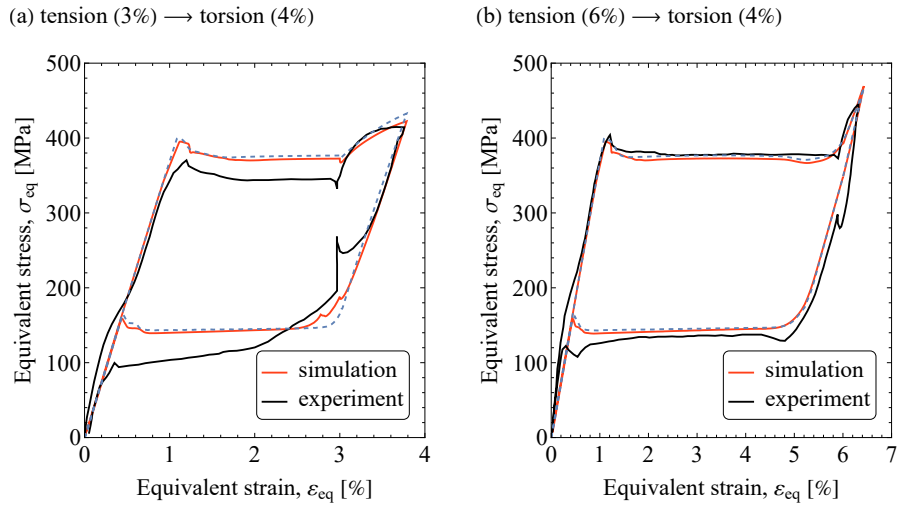 (a) tension (3%) ⟶ torsion (4%)
(b) tension (6%) ⟶ torsion (4%)
Equivalent stress, σeq [MPa]
500
400
300
200
100
0
0 1 2 3 4
Equivalent strain, εeq [%]
simulation
experiment
Equivalent stress, σeq [MPa]
500
400
300
200
100
0
0 1 2 3 4 5 6 7
Equivalent strain, εeq [%]
simulation
experiment